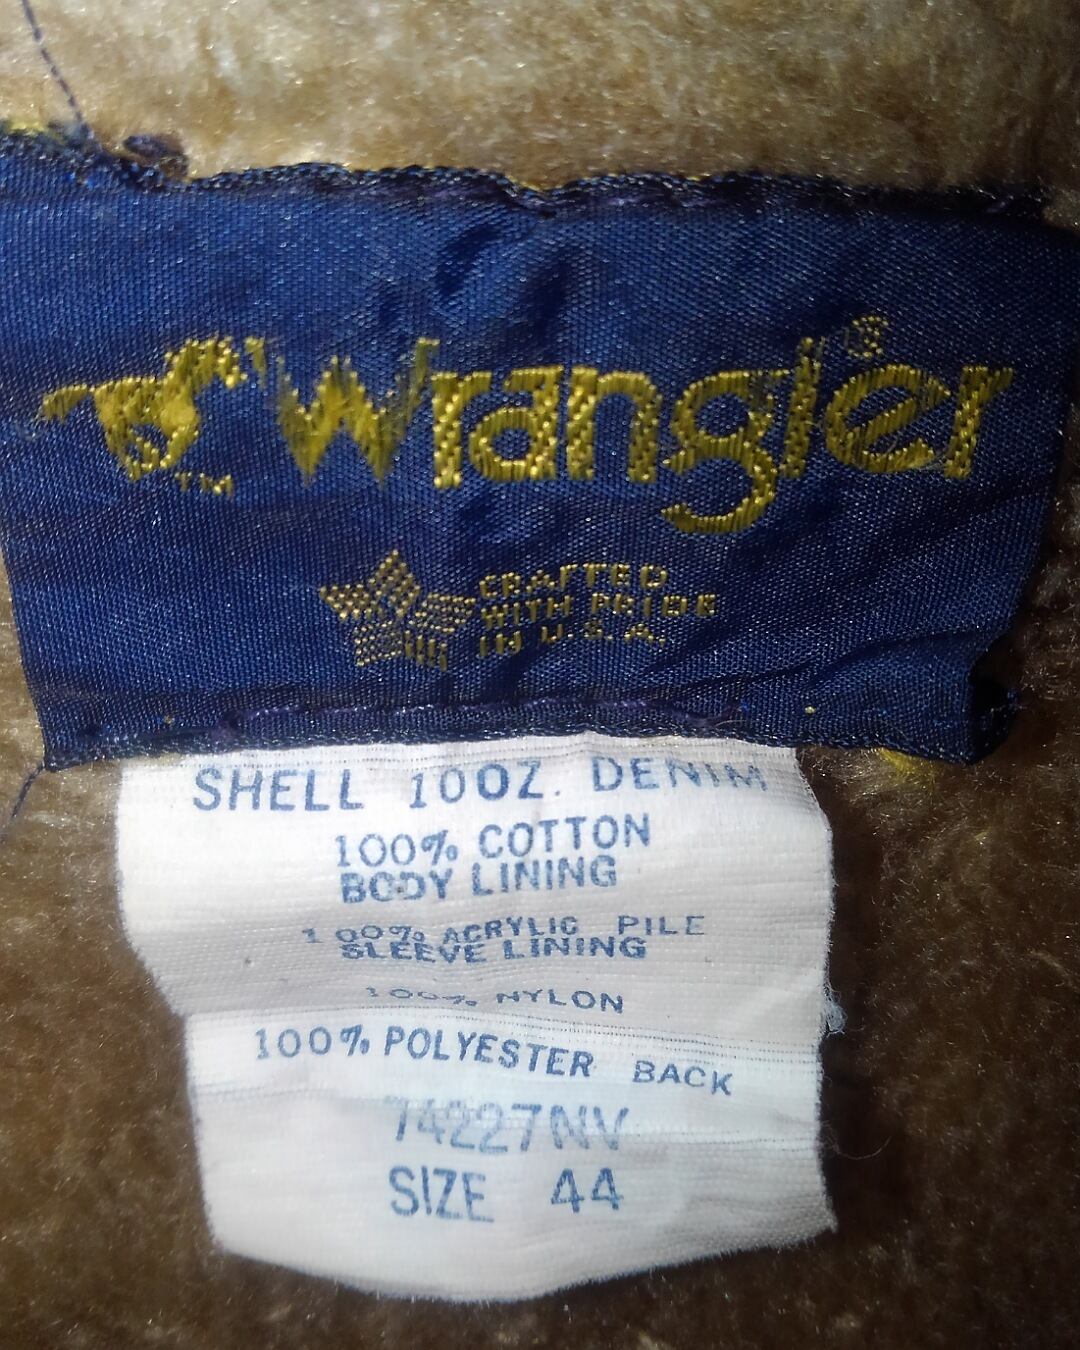 Wrangler®
TM
CRAFTED
WITH PRIDE
IN U.S.A.
SHELL 10OZ. DENIM
100% COTTON
BODY LINING
100% ACRYLIC PILE
SLEEVE LINING
100% NYLON
100% POLYESTER BACK
74227NV
SIZE 44